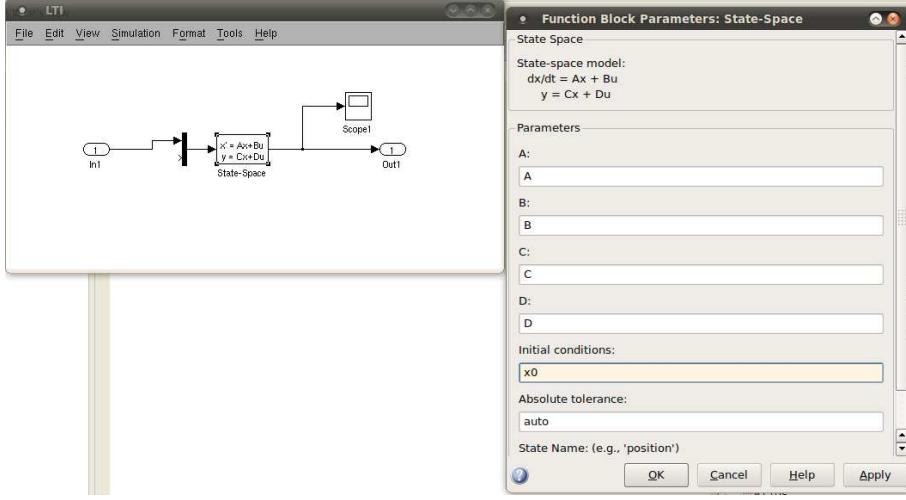 LTI
File Edit View Simulation Format Tools Help
1
In1
x' = Ax+Bu
y = Cx+Du
State-Space
Scope1
1
Out1
Function Block Parameters: State-Space
State Space
State-space model:
dx/dt = Ax + Bu
y = Cx + Du
Parameters
A:
A
B:
B
C:
C
D:
D
Initial conditions:
x0
Absolute tolerance:
auto
State Name: (e.g., 'position')
OK Cancel Help Apply